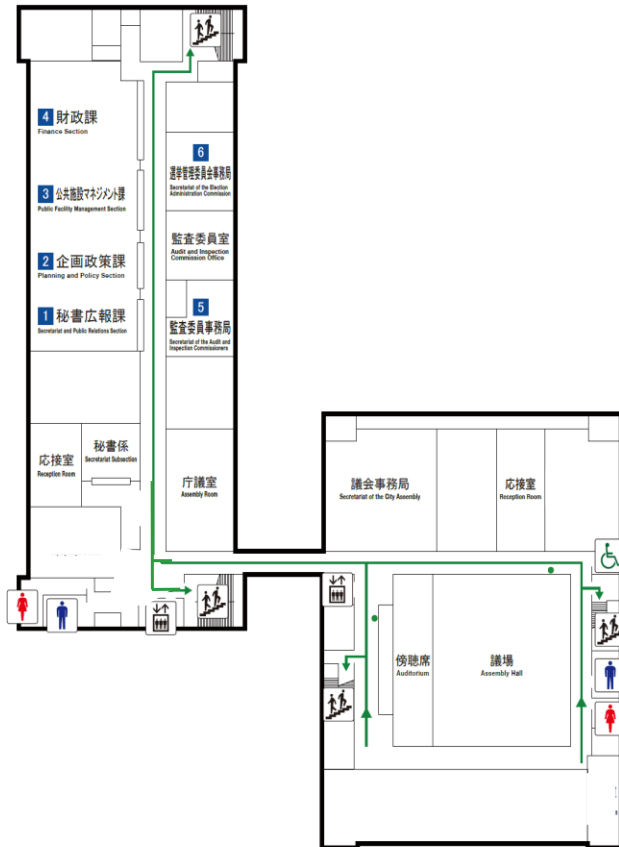 4 財政課
Finance Section
3 公共施設マネジメント課
Public Facility Management Section
2 企画政策課
Planning and Policy Section
1 秘書広報課
Secretariat and Public Relations Section
6
選挙管理委員会事務局
Secretariat of the Election
Administration Commission
監査委員室
Audit and Inspection
Commission Office
5
監査委員事務局
Secretariat of the Audit and
Inspection Commissioners
応接室
Reception Room
秘書係
Secretariat Subsection
庁議室
Assembly Room
議会事務局
Secretariat of the City Assembly
応接室
Reception Room
傍聴席
Auditorium
議場
Assembly Hall